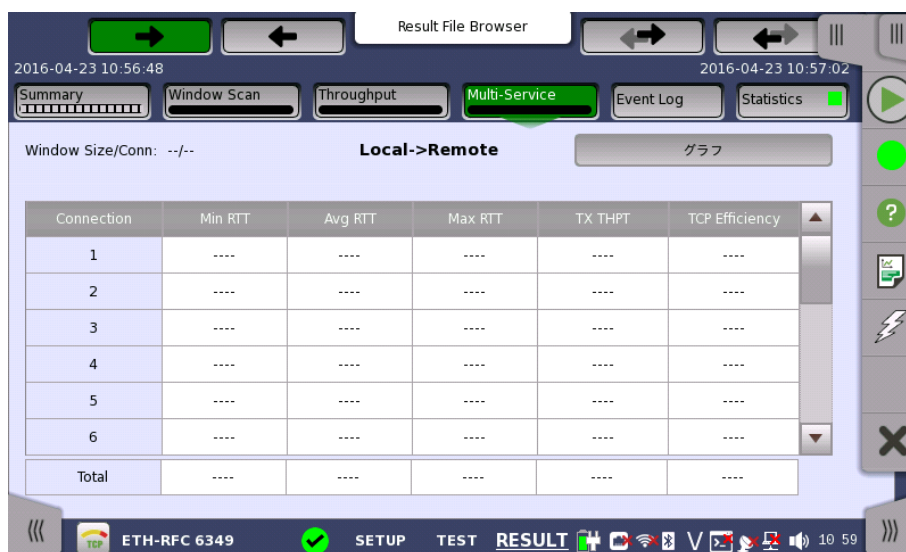 Result File Browser
2016-04-23 10:56:48
2016-04-23 10:57:02
Summary
Window Scan
Throughput
Multi-Service
Event Log
Statistics
Window Size/Conn: --/--
Local->Remote
グラフ
Connection Min RTT Avg RTT Max RTT TX THPT TCP Efficiency
1 ---- ---- ---- ---- ----
2 ---- ---- ---- ---- ----
3 ---- ---- ---- ---- ----
4 ---- ---- ---- ---- ----
5 ---- ---- ---- ---- ----
6 ---- ---- ---- ---- ----
Total ---- ---- ---- ---- ----
TCP
ETH-RFC 6349
SETUP
TEST
RESULT
V
10 59